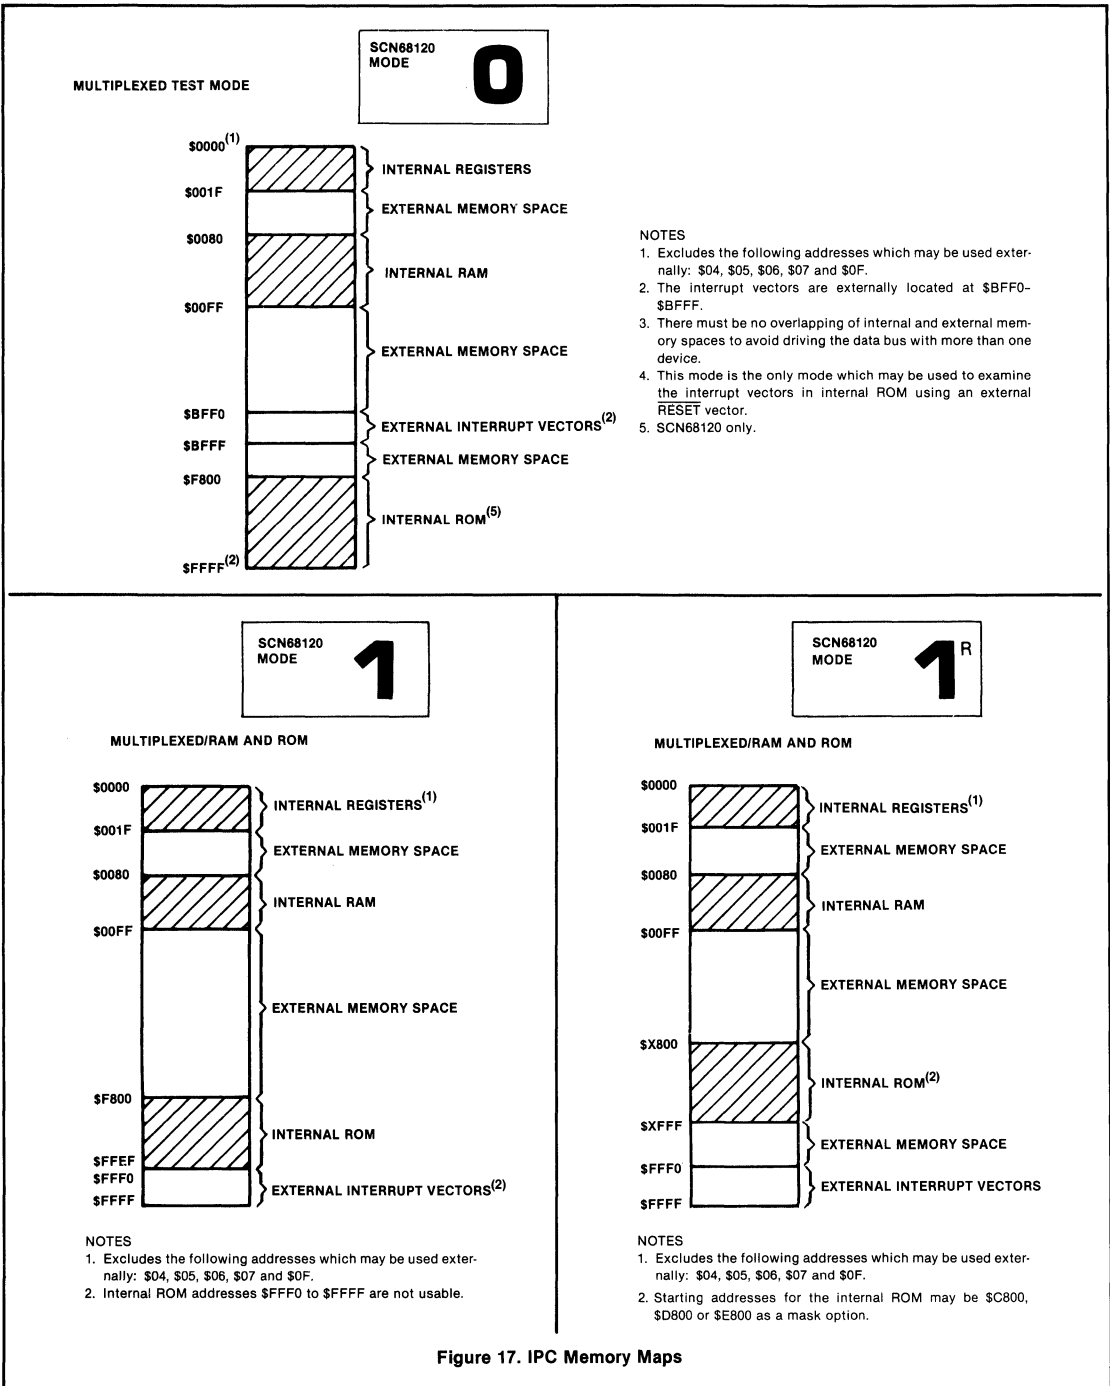 SCN68120
MODE
0
MULTIPLEXED TEST MODE
$0000(1)
INTERNAL REGISTERS
$001F
EXTERNAL MEMORY SPACE
$0080
INTERNAL RAM
$00FF
EXTERNAL MEMORY SPACE
$BFF0
EXTERNAL INTERRUPT VECTORS(2)
$BFFF
EXTERNAL MEMORY SPACE
$F800
INTERNAL ROM(5)
$FFFF(2)
NOTES
1. Excludes the following addresses which may be used exter-
nally: $04, $05, $06, $07 and $0F.
2. The interrupt vectors are externally located at $BFF0–
$BFFF.
3. There must be no overlapping of internal and external mem-
ory spaces to avoid driving the data bus with more than one
device.
4. This mode is the only mode which may be used to examine
the interrupt vectors in internal ROM using an external
RESET vector.
5. SCN68120 only.
SCN68120
MODE
1
MULTIPLEXED/RAM AND ROM
$0000
INTERNAL REGISTERS(1)
$001F
EXTERNAL MEMORY SPACE
$0080
INTERNAL RAM
$00FF
EXTERNAL MEMORY SPACE
$F800
INTERNAL ROM
$FFEF
$FFF0
EXTERNAL INTERRUPT VECTORS(2)
$FFFF
NOTES
1. Excludes the following addresses which may be used exter-
nally: $04, $05, $06, $07 and $0F.
2. Internal ROM addresses $FFF0 to $FFFF are not usable.
SCN68120
MODE
1 R
MULTIPLEXED/RAM AND ROM
$0000
INTERNAL REGISTERS(1)
$001F
EXTERNAL MEMORY SPACE
$0080
INTERNAL RAM
$00FF
EXTERNAL MEMORY SPACE
$X800
INTERNAL ROM(2)
$XFFF
EXTERNAL MEMORY SPACE
$FFF0
EXTERNAL INTERRUPT VECTORS
$FFFF
NOTES
1. Excludes the following addresses which may be used exter-
nally: $04, $05, $06, $07 and $0F.
2. Starting addresses for the internal ROM may be $C800,
$D800 or $E800 as a mask option.
Figure 17. IPC Memory Maps